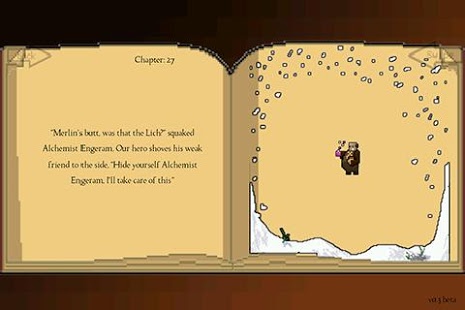 Chapter: 27
"Merlin's butt, was that the Lich?" squaked
Alchemist Engeram. Our hero shoves his weak
friend to the side. "Hide yourself Alchemist
Engeram, I'll take care of this"